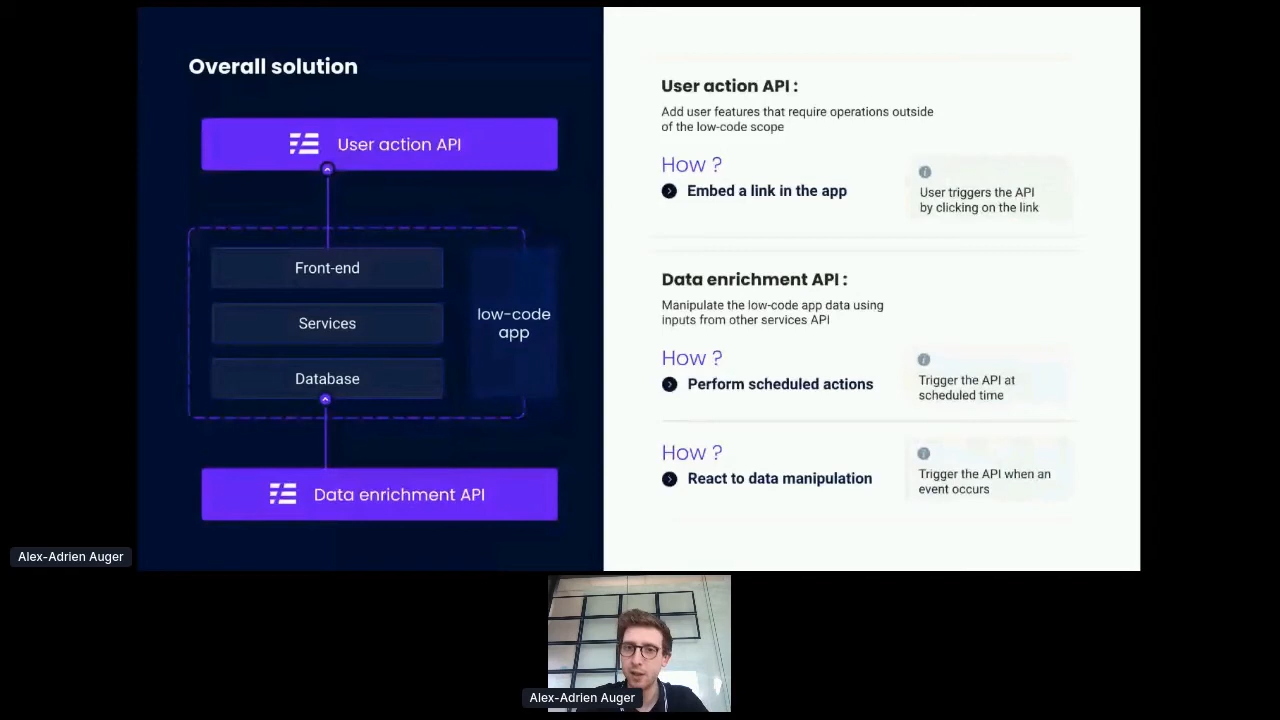 Overall solution
User action API
Front-end
Services
Database
low-code
app
Data enrichment API
User action API :
Add user features that require operations outside
of the low-code scope
How ?
Embed a link in the app
User triggers the API
by clicking on the link
Data enrichment API :
Manipulate the low-code app data using
inputs from other services API
How ?
Perform scheduled actions
Trigger the API at
scheduled time
How ?
React to data manipulation
Trigger the API when an
event occurs
Alex-Adrien Auger
Alex-Adrien Auger